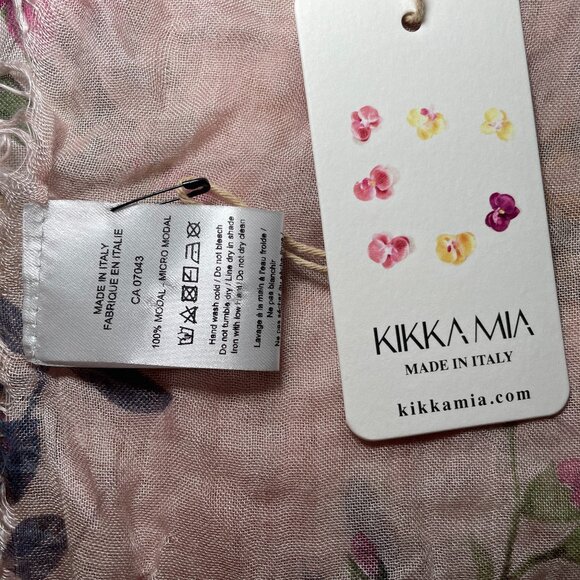 MADE IN ITALY
FABRIQUE EN ITALIE
CA 07043
100% MODAL - MICRO MODAL
Hand wash cold / Do not bleach
Do not tumble dry / Line dry in shade
Iron with low / Do not dry clean
Lavage à la main à l'eau froide /
Ne pas blanchir
KIKKA MIA
MADE IN ITALY
kikkamia.com